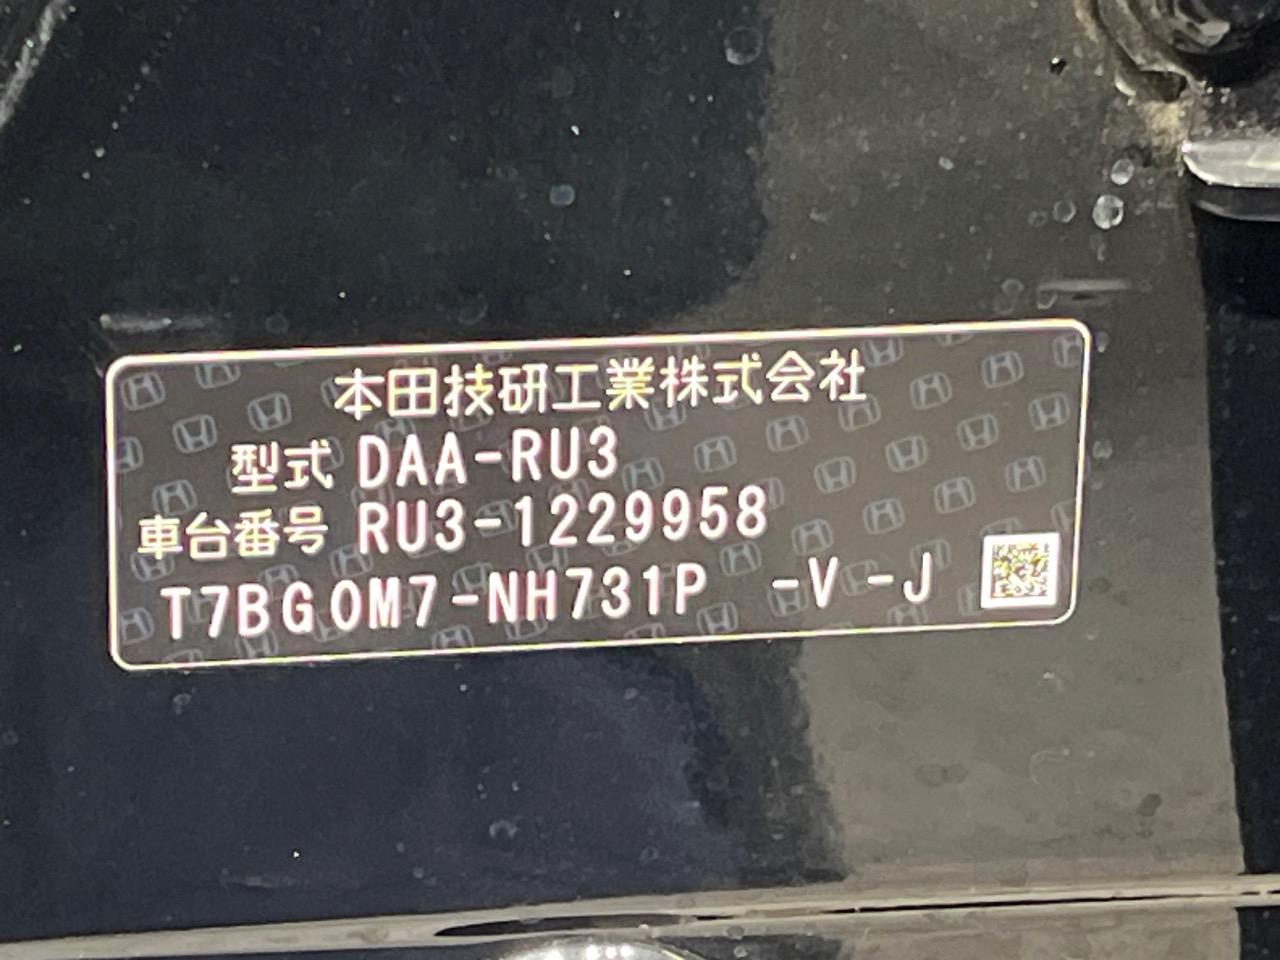 本田技研工業株式会社
型式 DAA-RU3
車台番号 RU3-1229958
T7BG0M7-NH731P -V -J